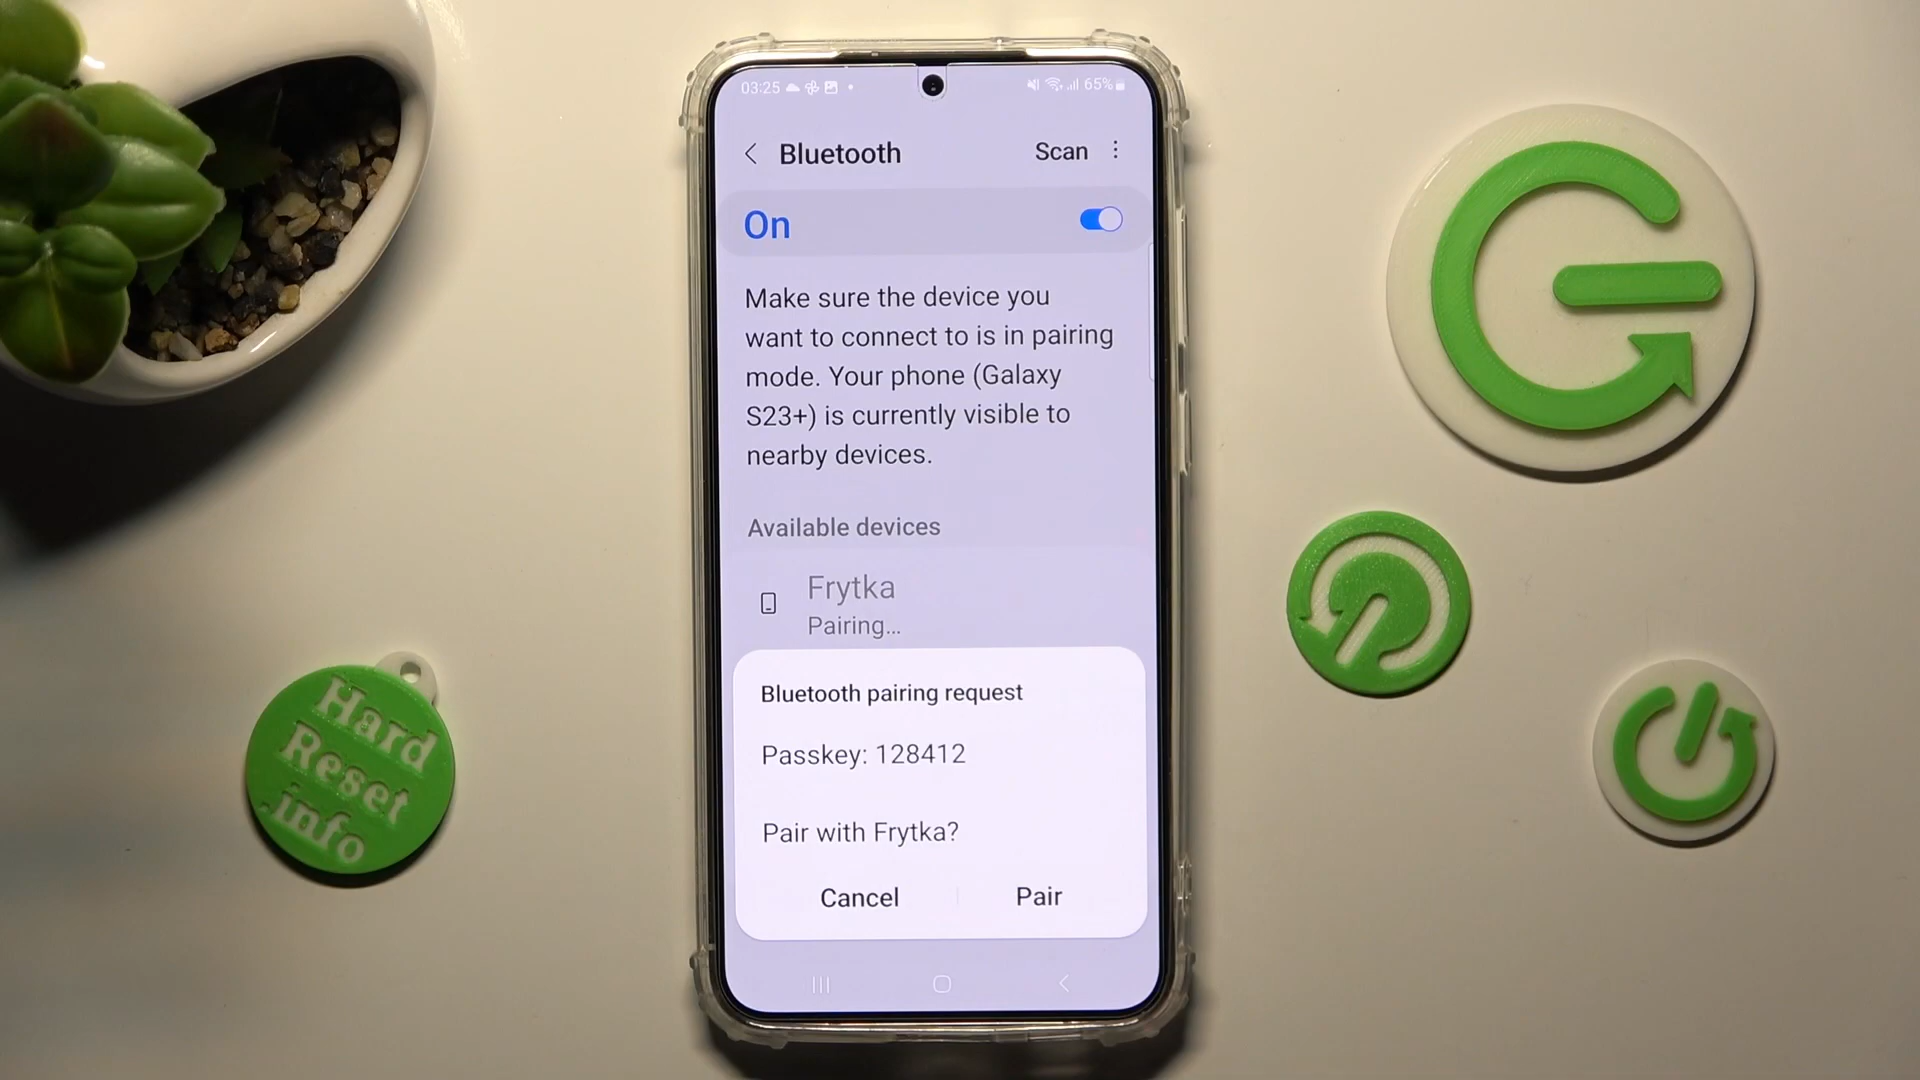 03:25
65%
Bluetooth
Scan
On
Make sure the device you
want to connect to is in pairing
mode. Your phone (Galaxy
S23+) is currently visible to
nearby devices.
Available devices
Frytka
Pairing...
Bluetooth pairing request
Passkey: 128412
Pair with Frytka?
Cancel
Pair
Hard
Reset
.info